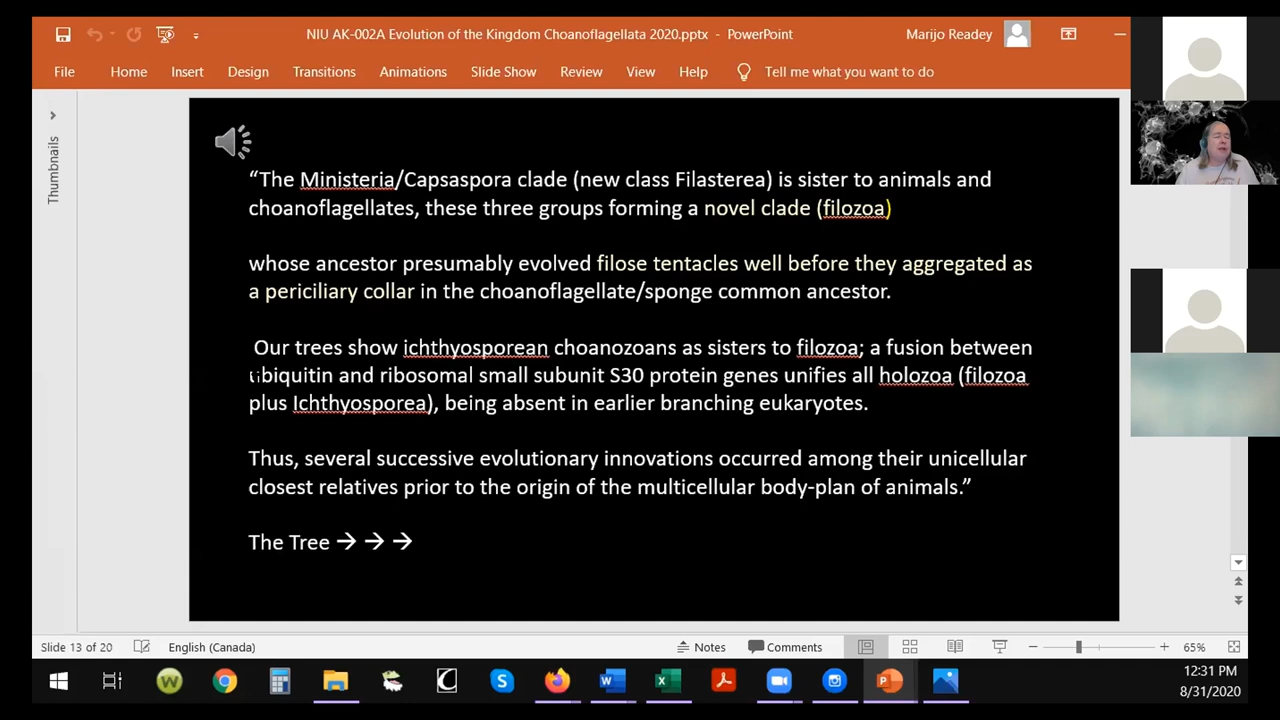 NIU AK-002A Evolution of the Kingdom Choanoflagellata 2020.pptx - PowerPoint
Marijo Readey
File Home Insert Design Transitions Animations Slide Show Review View Help Tell me what you want to do
Thumbnails
“The Ministeria/Capsaspora clade (new class Filasterea) is sister to animals and
choanoflagellates, these three groups forming a novel clade (filozoa)
whose ancestor presumably evolved filose tentacles well before they aggregated as
a periciliary collar in the choanoflagellate/sponge common ancestor.
Our trees show ichthyosporean choanozoans as sisters to filozoa; a fusion between
ubiquitin and ribosomal small subunit S30 protein genes unifies all holozoa (filozoa
plus Ichthyosporea), being absent in earlier branching eukaryotes.
Thus, several successive evolutionary innovations occurred among their unicellular
closest relatives prior to the origin of the multicellular body-plan of animals.”
The Tree → → →
Slide 13 of 20 English (Canada) Notes Comments 65%
12:31 PM
8/31/2020